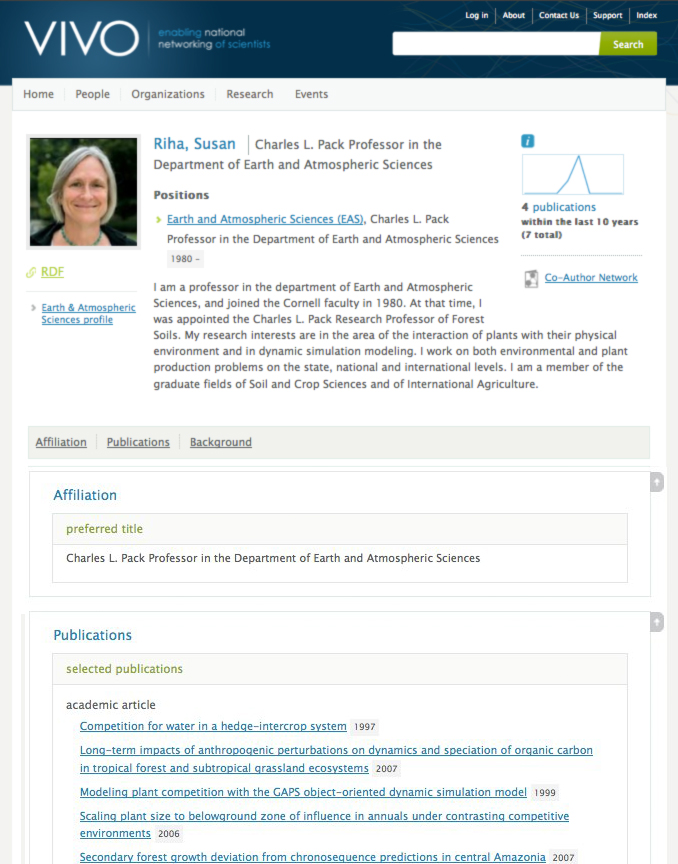 VIVO
enabling national
networking of scientists
Log in
About
Contact Us
Support
Index
Search
Home
People
Organizations
Research
Events
Riha, Susan
Charles L. Pack Professor in the
Department of Earth and Atmospheric Sciences
Positions
Earth and Atmospheric Sciences (EAS), Charles L. Pack
Professor in the Department of Earth and Atmospheric Sciences
1980 -
RDF
Earth & Atmospheric
Sciences profile
i
4 publications
within the last 10 years
(7 total)
Co-Author Network
I am a professor in the department of Earth and Atmospheric
Sciences, and joined the Cornell faculty in 1980. At that time, I
was appointed the Charles L. Pack Research Professor of Forest
Soils. My research interests are in the area of the interaction of plants with their physical
environment and in dynamic simulation modeling. I work on both environmental and plant
production problems on the state, national and international levels. I am a member of the
graduate fields of Soil and Crop Sciences and of International Agriculture.
Affiliation
Publications
Background
Affiliation
preferred title
Charles L. Pack Professor in the Department of Earth and Atmospheric Sciences
Publications
selected publications
academic article
Competition for water in a hedge-intercrop system 1997
Long-term impacts of anthropogenic perturbations on dynamics and speciation of organic carbon
in tropical forest and subtropical grassland ecosystems 2007
Modeling plant competition with the GAPS object-oriented dynamic simulation model 1999
Scaling plant size to belowground zone of influence in annuals under contrasting competitive
environments 2006
Secondary forest growth deviation from chronosequence predictions in central Amazonia 2007